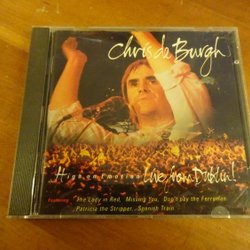 Chris de Burgh
High on Emotion Live from Dublin!
Featuring The Lady in Red, Missing You, Don't pay the Ferryman
Patricia the Stripper, Spanish Train